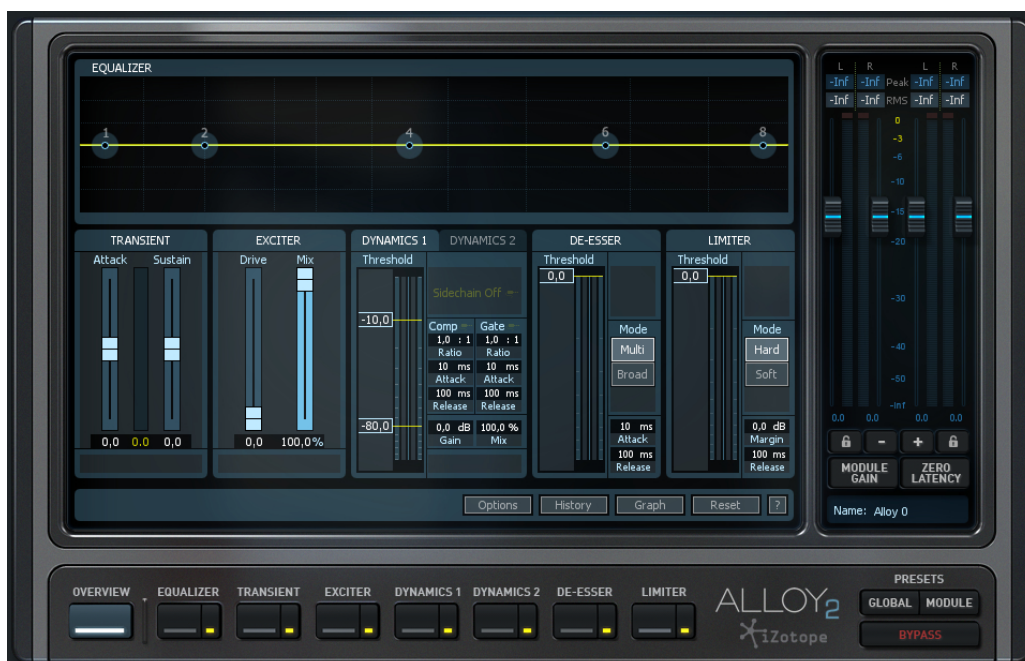 EQUALIZER
1 2 4 6 8
TRANSIENT
Attack Sustain
0,0 0.0 0,0
EXCITER
Drive Mix
0,0 100,0%
DYNAMICS 1 DYNAMICS 2
Threshold
-10,0
-80,0
Sidechain Off
Comp Gate
1,0 : 1 1,0 : 1
Ratio Ratio
10 ms 10 ms
Attack Attack
100 ms 100 ms
Release Release
0,0 dB 100,0 %
Gain Mix
DE-ESSER
Threshold
0,0
Mode
Multi
Broad
10 ms
Attack
100 ms
Release
LIMITER
Threshold
0,0
Mode
Hard
Soft
0,0 dB
Margin
100 ms
Release
Options History Graph Reset ?
L R L R
-Inf -Inf Peak -Inf -Inf
-Inf -Inf RMS -Inf -Inf
0
-3
-6
-10
-15
-20
-30
-40
-50
-Inf
0.0 0.0 0.0 0.0
- +
MODULE GAIN
ZERO LATENCY
Name: Alloy 0
OVERVIEW EQUALIZER TRANSIENT EXCITER DYNAMICS 1 DYNAMICS 2 DE-ESSER LIMITER
ALLOY 2
iZotope
PRESETS
GLOBAL MODULE
BYPASS